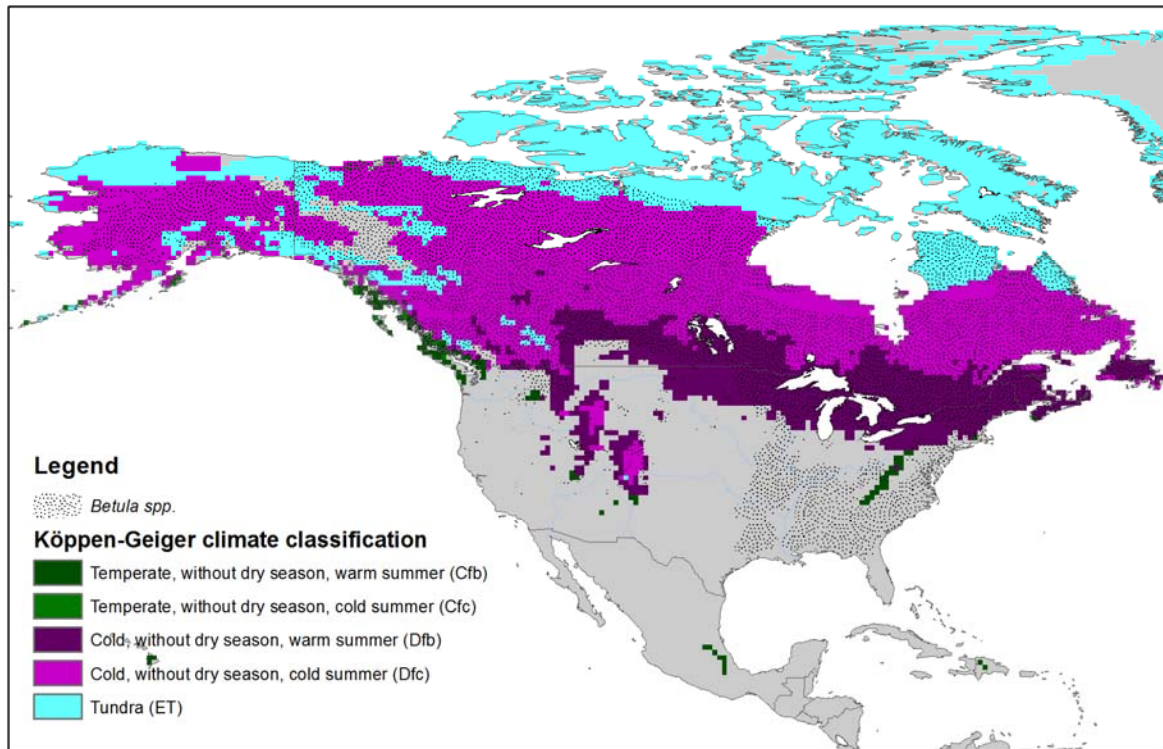 Legend
Betula spp.
Köppen-Geiger climate classification
Temperate, without dry season, warm summer (Cfb)
Temperate, without dry season, cold summer (Cfc)
Cold, without dry season, warm summer (Dfb)
Cold, without dry season, cold summer (Dfc)
Tundra (ET)